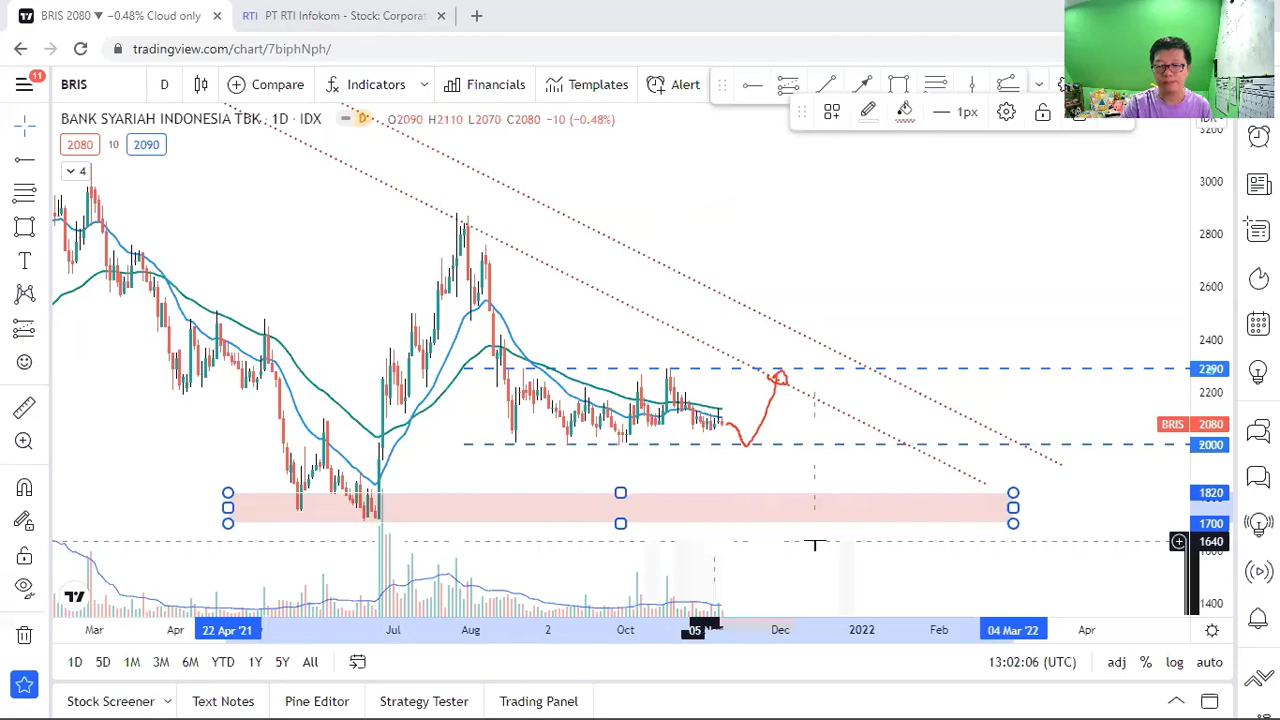 BRIS 2080 ▼ −0.48% Cloud only
RTI PT RTI Infokom - Stock: Corporat
tradingview.com/chart/7biphNph/
11
BRIS D Compare Indicators Financials Templates Alert
1px
BANK SYARIAH INDONESIA TBK · 1D · IDX D O2090 H2110 L2070 C2080 −10 (−0.48%)
2080 10 2090
4
3200
3000
2800
2600
2400
2290
2200
BRIS 2080
2000
1820
1700
1640
1400
Mar Apr 22 Apr '21 Jul Aug 2 Oct 05 Dec 2022 Feb 04 Mar '22 Apr
1D 5D 1M 3M 6M YTD 1Y 5Y All 13:02:06 (UTC) adj % log auto
Stock Screener Text Notes Pine Editor Strategy Tester Trading Panel